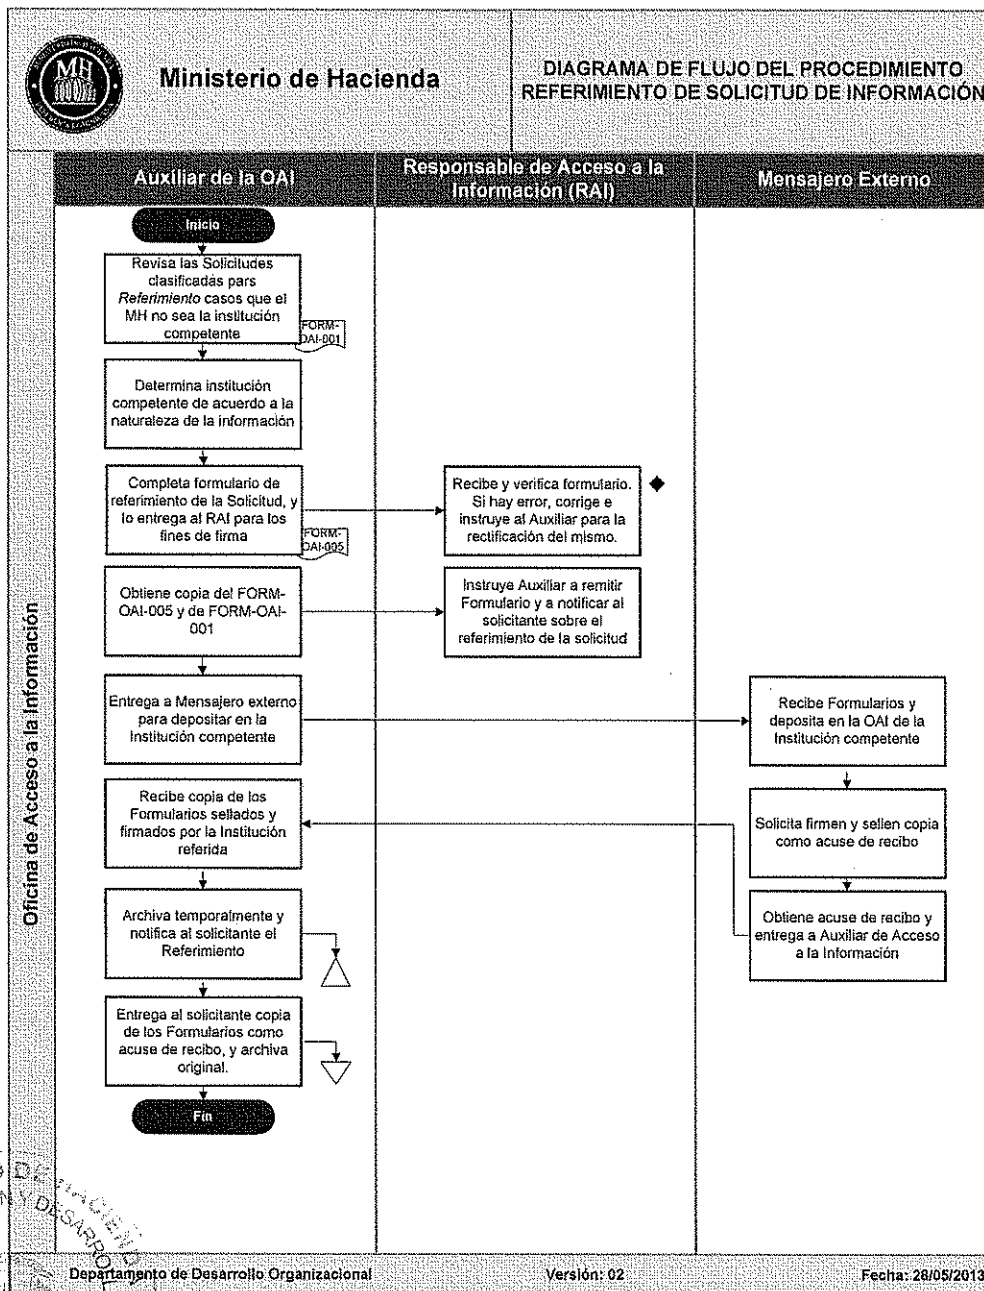 MH
Ministerio de Hacienda
DIAGRAMA DE FLUJO DEL PROCEDIMIENTO
REFERIMIENTO DE SOLICITUD DE INFORMACIÓN
Oficina de Acceso a la Información
Auxiliar de la OAI
Responsable de Acceso a la
Información (RAI)
Mensajero Externo
Inicio
Revisa las Solicitudes
clasificadas pars
Referimiento casos que el
MH no sea la institución
competente
FORM-
OAI-001
Determina institución
competente de acuerdo a la
naturaleza de la información
Completa formulario de
referimiento de la Solicitud, y
lo entrega al RAI para los
fines de firma
FORM-
OAI-005
Recibe y verifica formulario.
Si hay error, corrige e
instruye al Auxiliar para la
rectificación del mismo.
Obtiene copia del FORM-
OAI-005 y de FORM-OAI-
001
Instruye Auxiliar a remitir
Formulario y a notificar al
solicitante sobre el
referimiento de la solicitud
Entrega a Mensajero externo
para depositar en la
Institución competente
Recibe Formularios y
deposita en la OAI de la
Institución competente
Recibe copia de los
Formularios sellados y
firmados por la Institución
referida
Solicita firmen y sellen copia
como acuse de recibo
Obtiene acuse de recibo y
entrega a Auxiliar de Acceso
a la Información
Archiva temporalmente y
notifica al solicitante el
Referimiento
Entrega al solicitante copia
de los Formularios como
acuse de recibo, y archiva
original.
Fin
DE HACIEN
Y DESARROL
Departamento de Desarrollo Organizacional
Versión: 02
Fecha: 28/05/2013